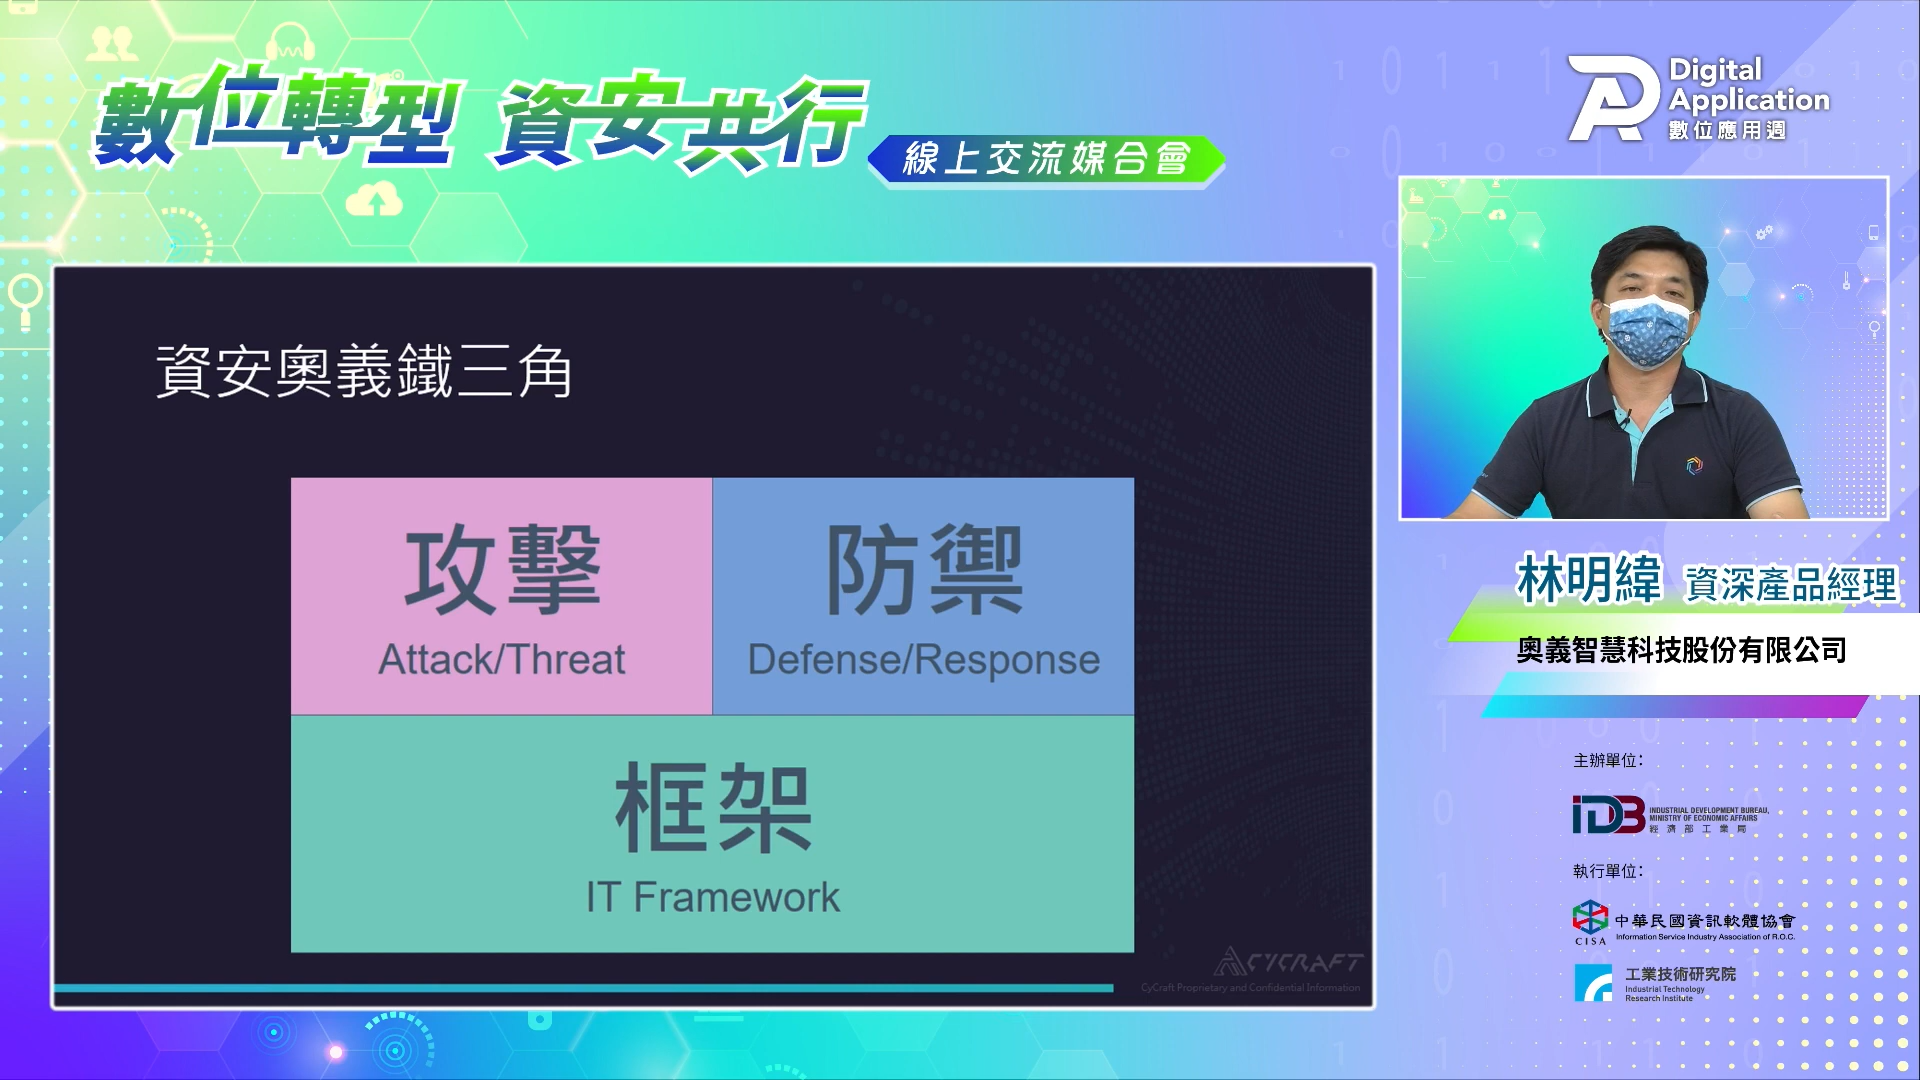 數位轉型 資安共行
線上交流媒合會
Digital
Application
數位應用週
資安奧義鐵三角
攻擊
Attack/Threat
防禦
Defense/Response
框架
IT Framework
CYCRAFT
CyCraft Proprietary and Confidential Information
林明緯 資深產品經理
奧義智慧科技股份有限公司
主辦單位：
IDB
INDUSTRIAL DEVELOPMENT BUREAU,
MINISTRY OF ECONOMIC AFFAIRS
經濟部工業局
執行單位：
CISA
中華民國資訊軟體協會
Information Service Industry Association of R.O.C.
工業技術研究院
Industrial Technology
Research Institute